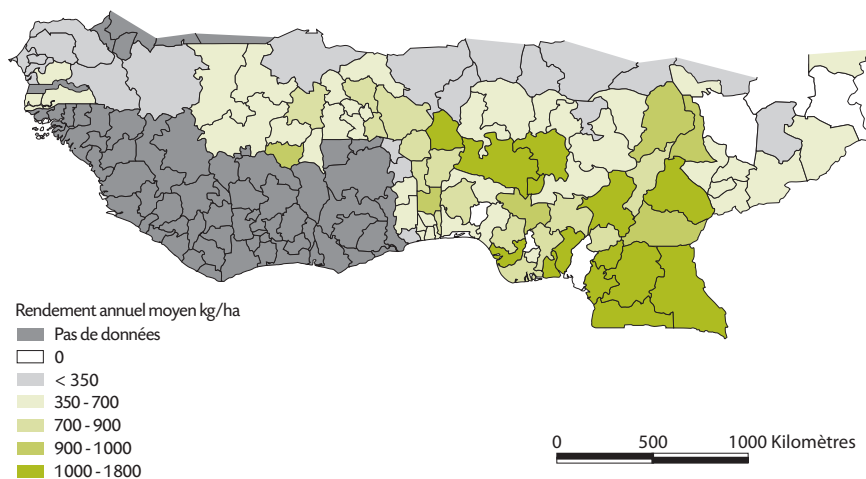 Rendement annuel moyen kg/ha
Pas de données
0
< 350
350 - 700
700 - 900
900 - 1000
1000 - 1800
0 500 1000 Kilomètres